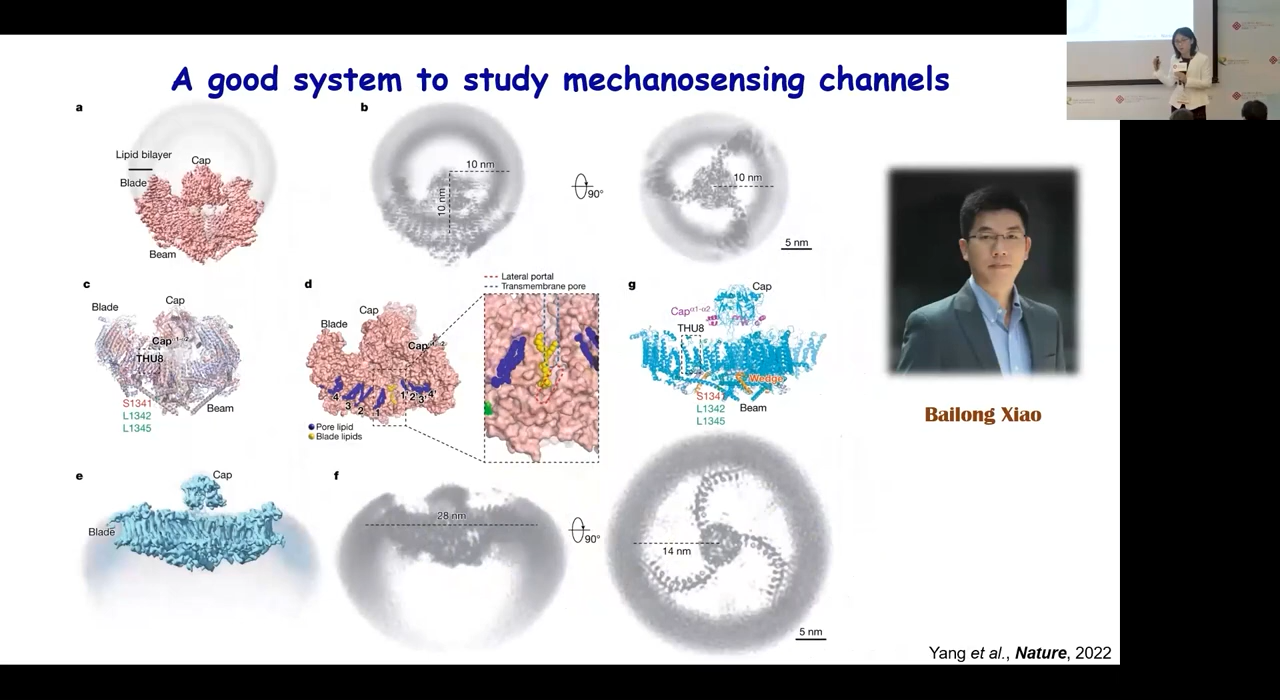 A good system to study mechanosensing channels
a
Lipid bilayer
Cap
Blade
Beam
b
10 nm
10 nm
90°
10 nm
5 nm
c
Blade
Cap
Cap
THU8
S1341
L1342
L1345
Beam
d
Cap
Blade
Cap
4 3 2 1 1' 2' 3' 4'
Pore lipid
Blade lipids
Lateral portal
Transmembrane pore
g
Cap
Capα1-α2
THU8
Wedge
S1341
L1342
L1345
Beam
Bailong Xiao
e
Cap
Blade
f
28 nm
90°
14 nm
5 nm
Yang et al., Nature, 2022